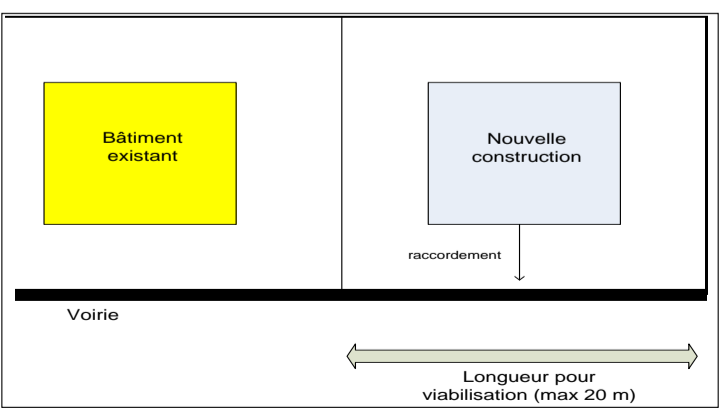 Bâtiment
existant
Nouvelle
construction
raccordement
Voirie
Longueur pour
viabilisation (max 20 m)